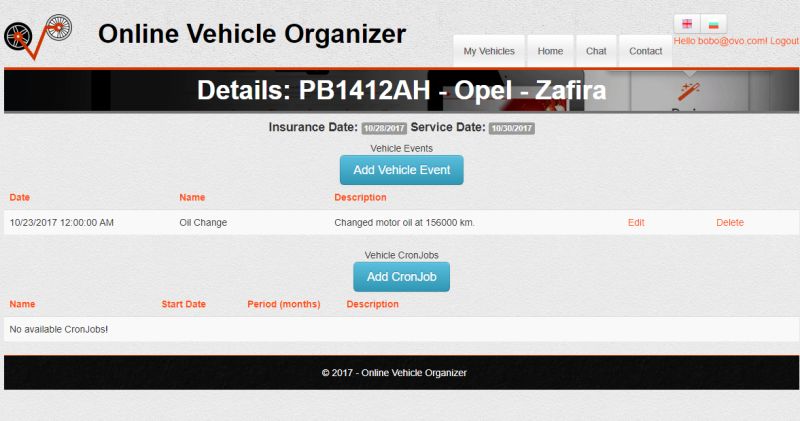 Online Vehicle Organizer
My Vehicles Home Chat Contact
Hello bobo@ovo.com! Logout
Details: PB1412AH - Opel - Zafira
Insurance Date: 10/28/2017 Service Date: 10/30/2017
Vehicle Events
Add Vehicle Event
Date Name Description
10/23/2017 12:00:00 AM Oil Change Changed motor oil at 156000 km. Edit Delete
Vehicle CronJobs
Add CronJob
Name Start Date Period (months) Description
No available CronJobs!
© 2017 - Online Vehicle Organizer